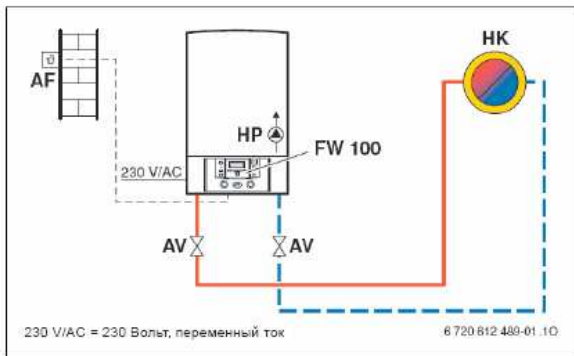 HK
AF
HP
FW 100
230 V/AC
AV
AV
230 V/AC = 230 Вольт, переменный ток
6 720 612 489-01.1O